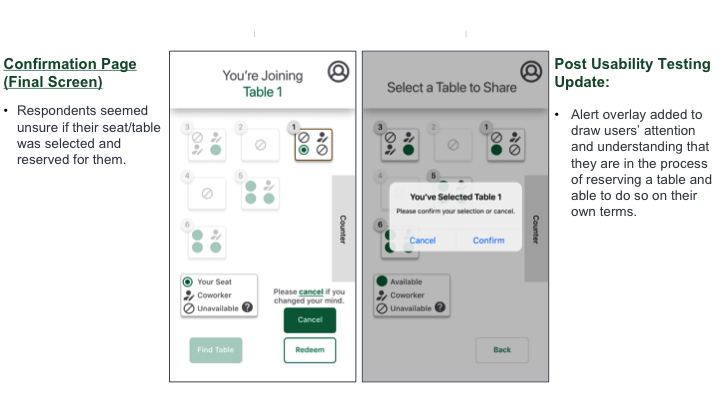 Confirmation Page
(Final Screen)
• Respondents seemed
unsure if their seat/table
was selected and
reserved for them.
You're Joining
Table 1
3
2
1
4
5
6
Counter
Your Seat
Coworker
Unavailable ?
Please cancel if you
changed your mind.
Cancel
Find Table
Redeem
Select a Table to Share
3
2
1
4
5
You've Selected Table 1
Please confirm your selection or cancel.
Cancel
Confirm
6
Counter
Available
Coworker
Unavailable ?
Back
Post Usability Testing
Update:
• Alert overlay added to
draw users' attention
and understanding that
they are in the process
of reserving a table and
able to do so on their
own terms.